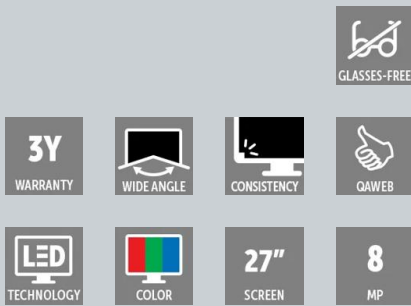 GLASSES-FREE
3Y
WARRANTY
WIDE ANGLE
CONSISTENCY
QAWEB
LED
TECHNOLOGY
COLOR
27"
SCREEN
8
MP